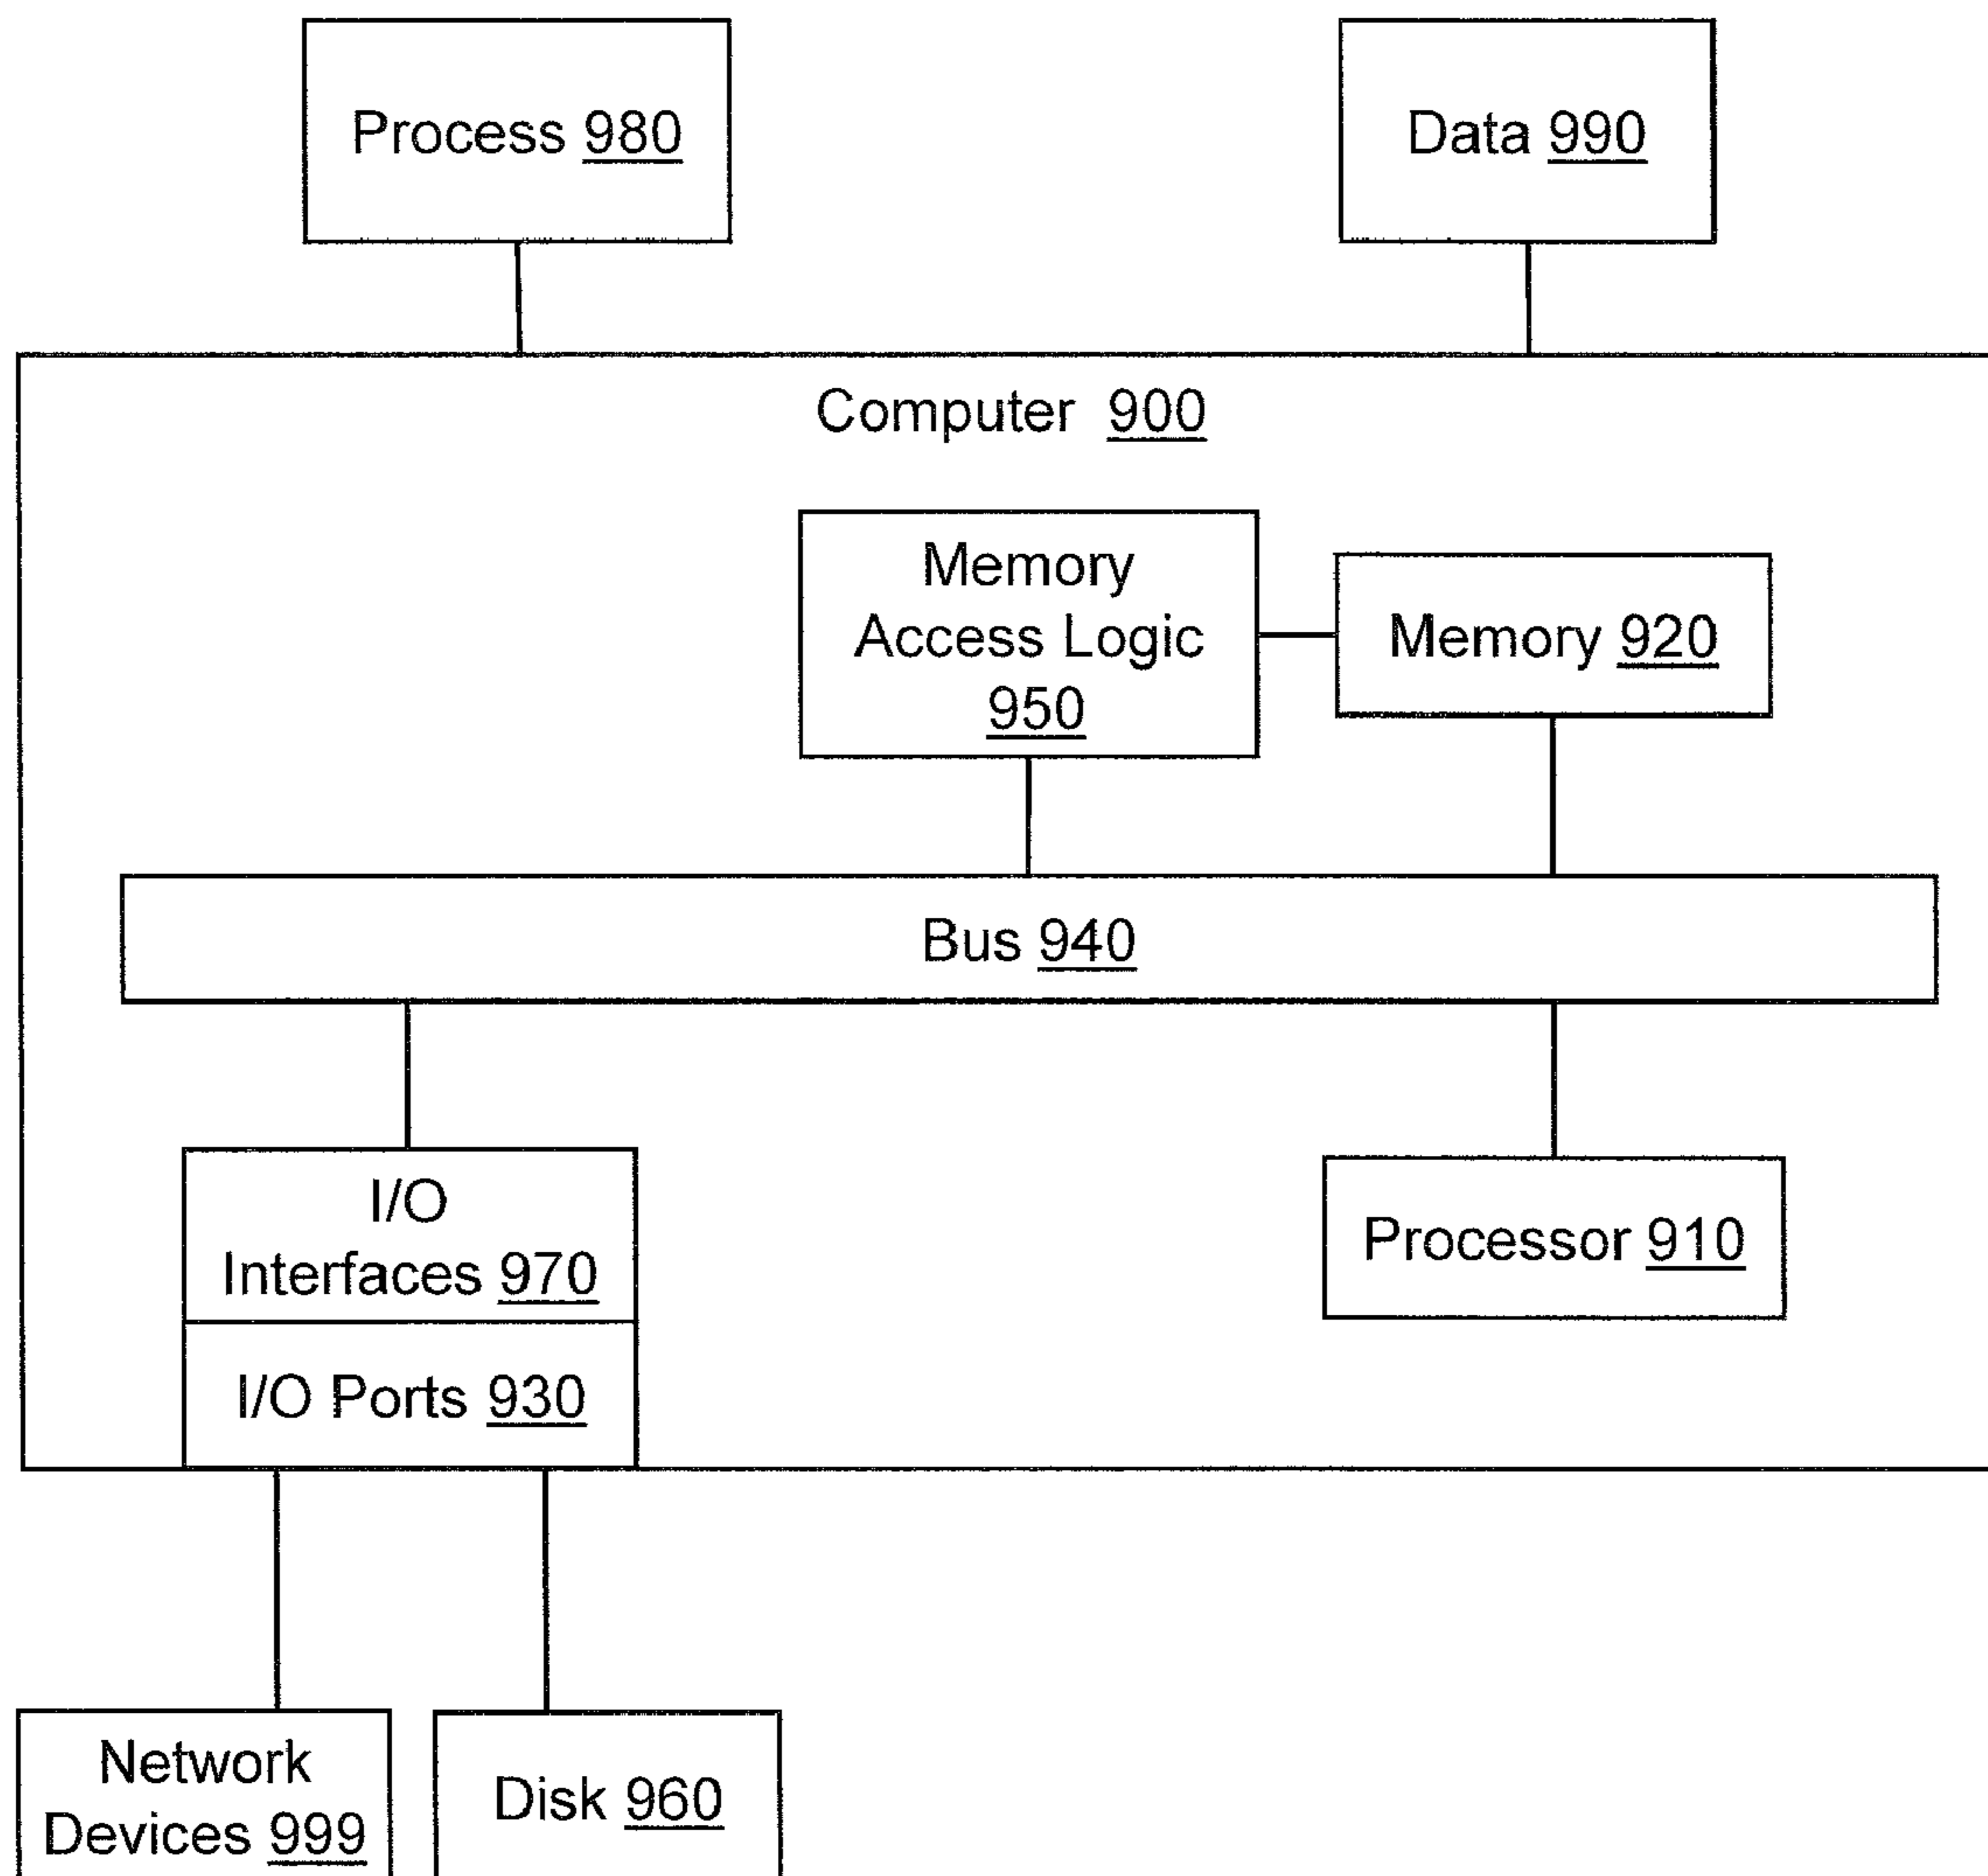 Process 980
Data 990
Computer 900
Memory
Access Logic
950
Memory 920
Bus 940
I/O
Interfaces 970
I/O Ports 930
Processor 910
Network
Devices 999
Disk 960